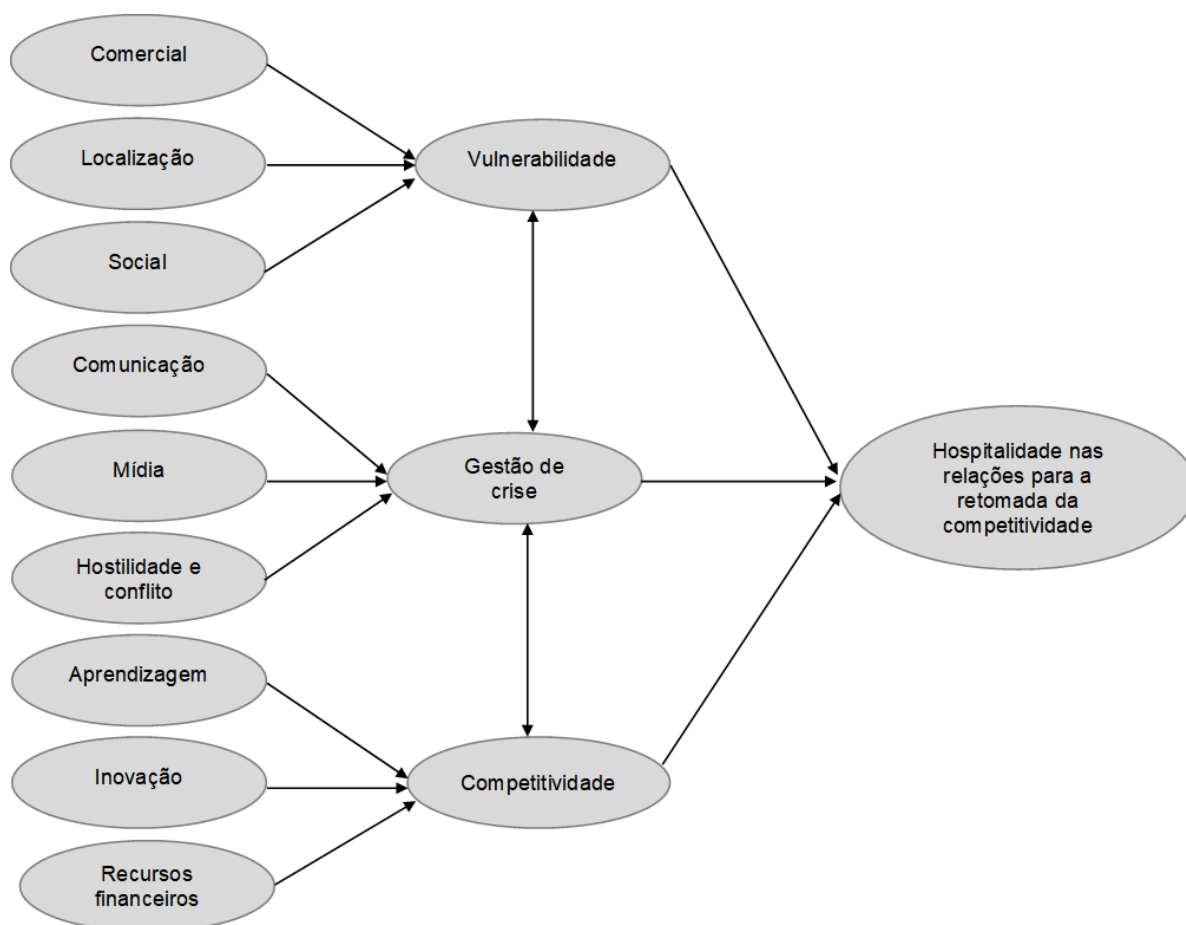 Comercial
Localização
Social
Comunicação
Mídia
Hostilidade e
conflito
Aprendizagem
Inovação
Recursos
financeiros
Vulnerabilidade
Gestão de
crise
Competitividade
Hospitalidade nas
relações para a
retomada da
competitividade